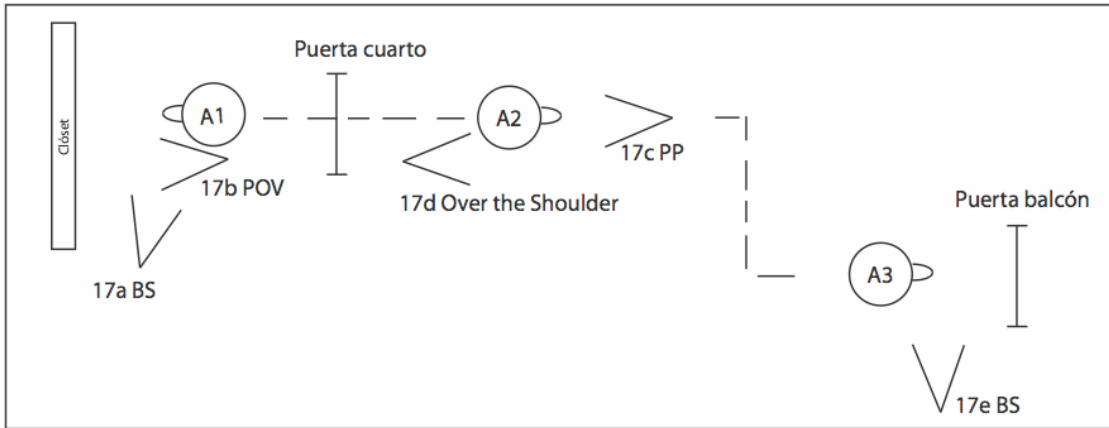 Clóset
Puerta cuarto
A1
A2
17b POV
17c PP
17d Over the Shoulder
Puerta balcón
17a BS
A3
17e BS